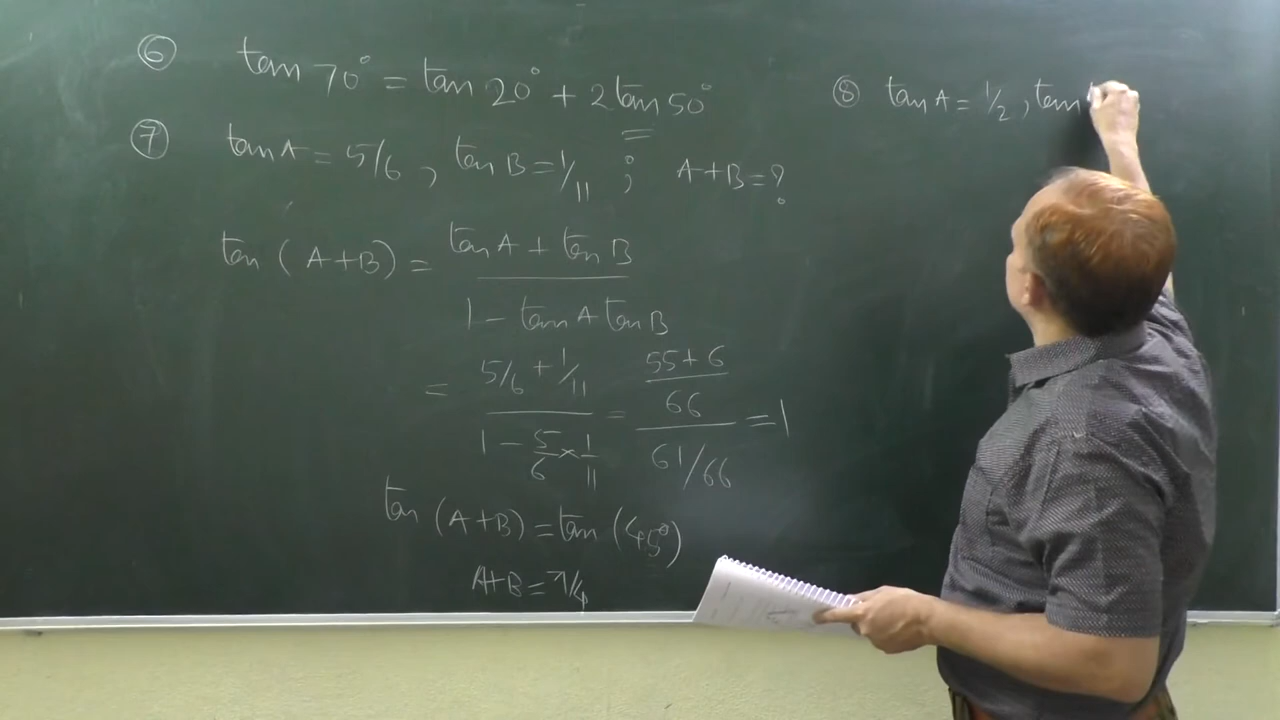 ⑥ tan 70° = tan 20° + 2 tan 50°
⑦ tan A = 5/6 , tan B = 1/11 ; A+B = ?
tan (A+B) = tan A + tan B
1 - tan A tan B
= 5/6 + 1/11 = 55+6 = 1
1 - 5/6 × 1/11 66
61/66
tan (A+B) = tan (45°)
A+B = π/4
⑧ tan A = 1/2 , tan